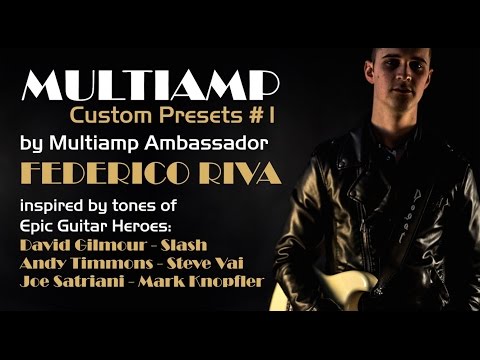 MULTIAMP
Custom Presets #1
by Multiamp Ambassador
FEDERICO RIVA
inspired by tones of
Epic Guitar Heroes:
David Gilmour - Slash
Andy Timmons - Steve Vai
Joe Satriani - Mark Knopfler